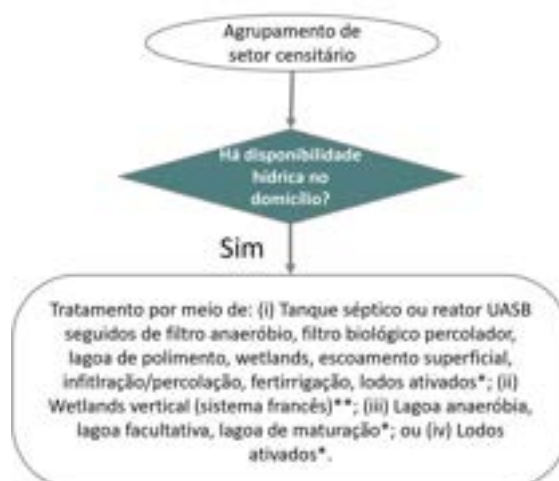 Agrupamento de
setor censitário
Há disponibilidade
hídrica no
domicílio?
Sim
Tratamento por meio de: (i) Tanque séptico ou reator UASB
seguidos de filtro anaeróbio, filtro biológico percolador,
lagoa de polimento, wetlands, escoamento superficial,
infitlração/percolação, fertirrigação, lodos ativados*; (ii)
Wetlands vertical (sistema francês)**; (iii) Lagoa anaeróbia,
lagoa facultativa, lagoa de maturação*; ou (iv) Lodos
ativados*.